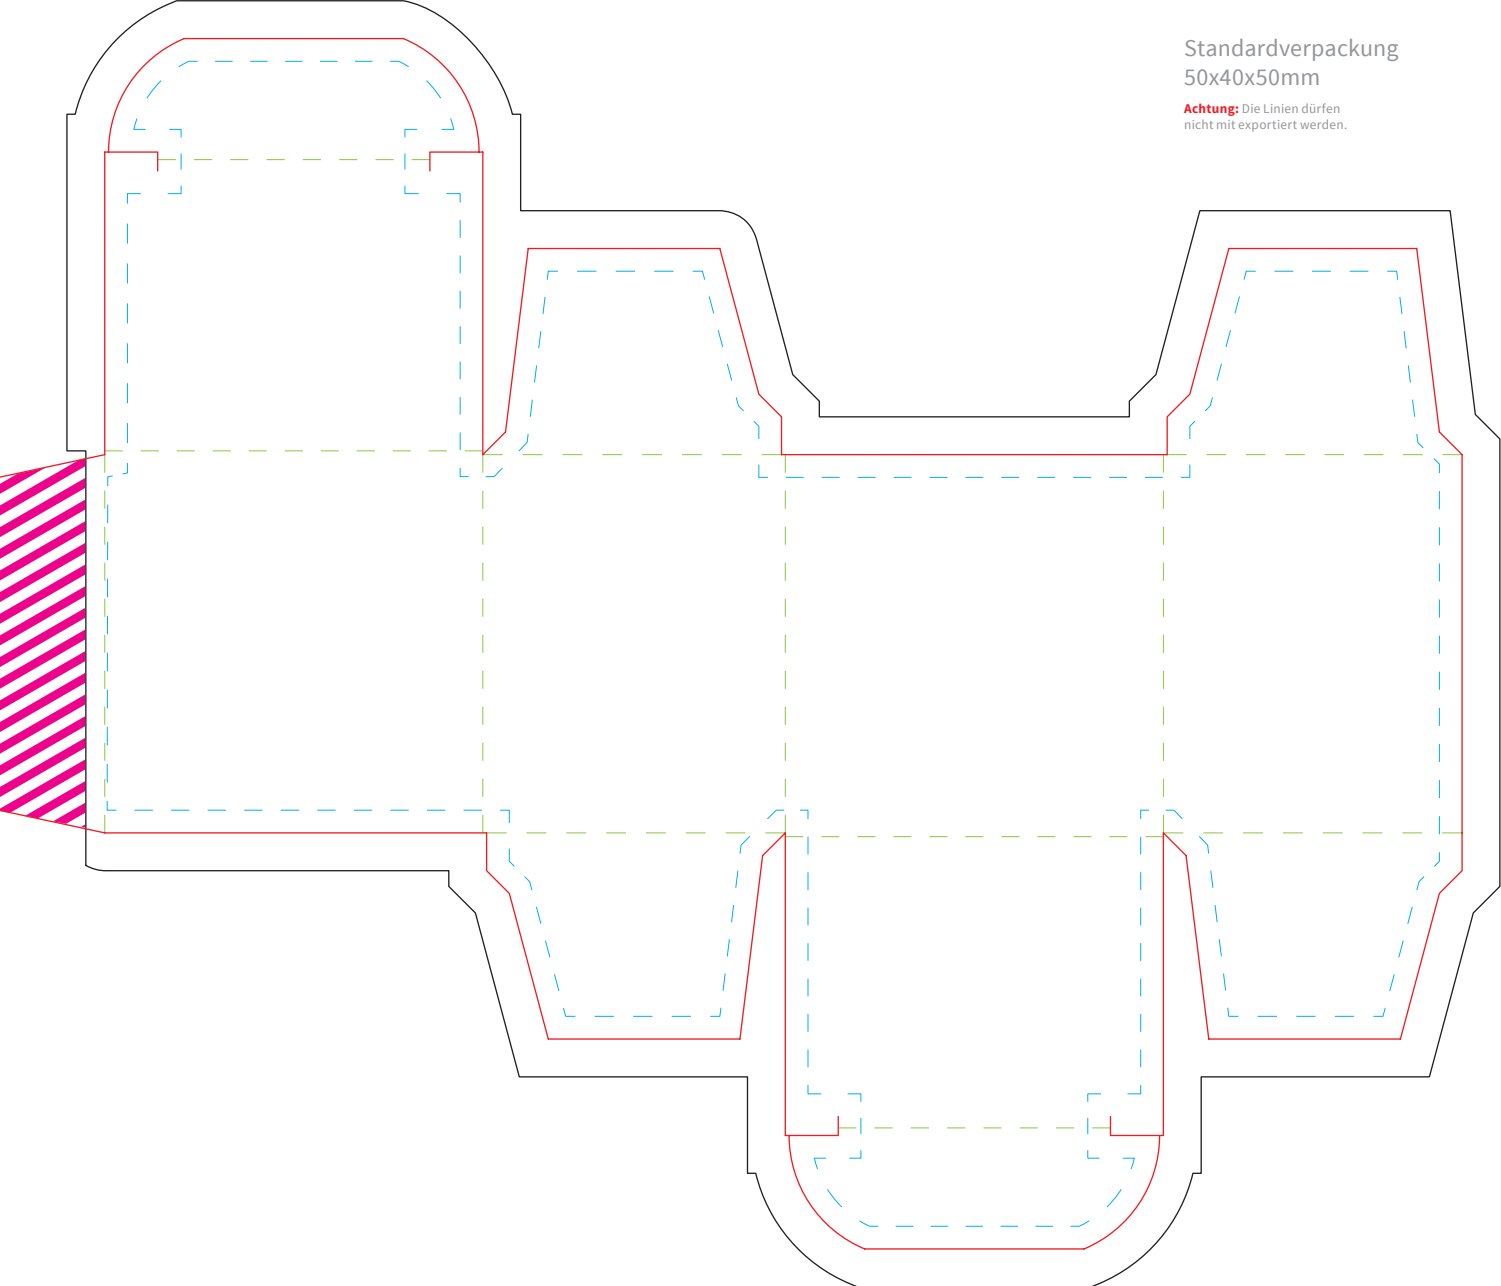 Standardverpackung
50x40x50mm
Achtung: Die Linien dürfen
nicht mit exportiert werden.